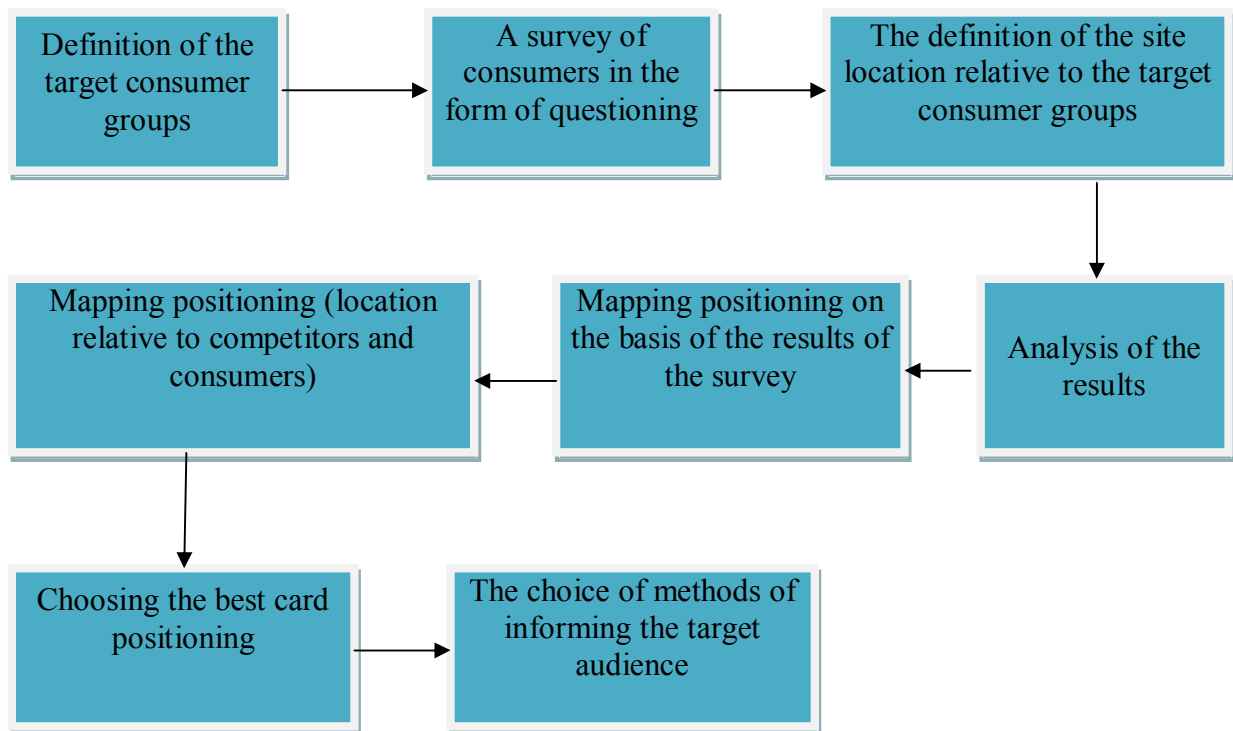 Definition of the
target consumer
groups
A survey of
consumers in the
form of questioning
The definition of the site
location relative to the target
consumer groups
Analysis of the
results
Mapping positioning on
the basis of the results of
the survey
Mapping positioning (location
relative to competitors and
consumers)
Choosing the best card
positioning
The choice of methods of
informing the target
audience